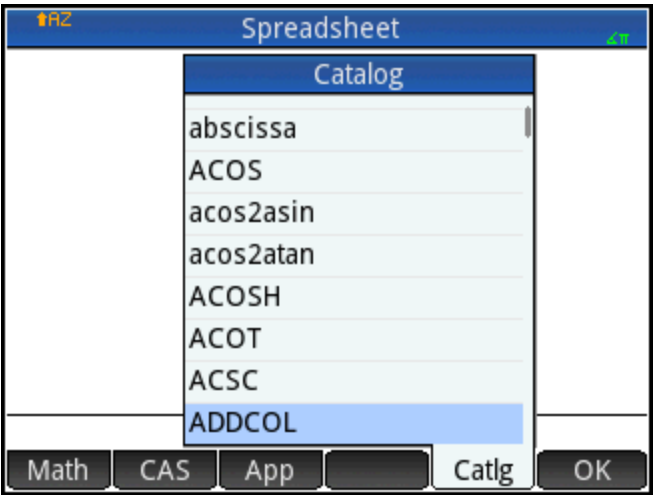 ⬆AZ
Spreadsheet
∡π
Catalog
abscissa
ACOS
acos2asin
acos2atan
ACOSH
ACOT
ACSC
ADDCOL
Math CAS App Catlg OK